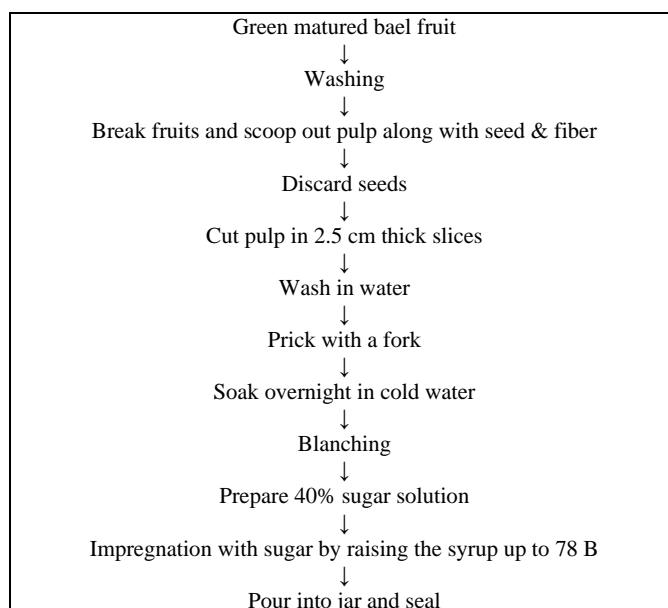 Green matured bael fruit
↓
Washing
↓
Break fruits and scoop out pulp along with seed & fiber
↓
Discard seeds
↓
Cut pulp in 2.5 cm thick slices
↓
Wash in water
↓
Prick with a fork
↓
Soak overnight in cold water
↓
Blanching
↓
Prepare 40% sugar solution
↓
Impregnation with sugar by raising the syrup up to 78 B
↓
Pour into jar and seal